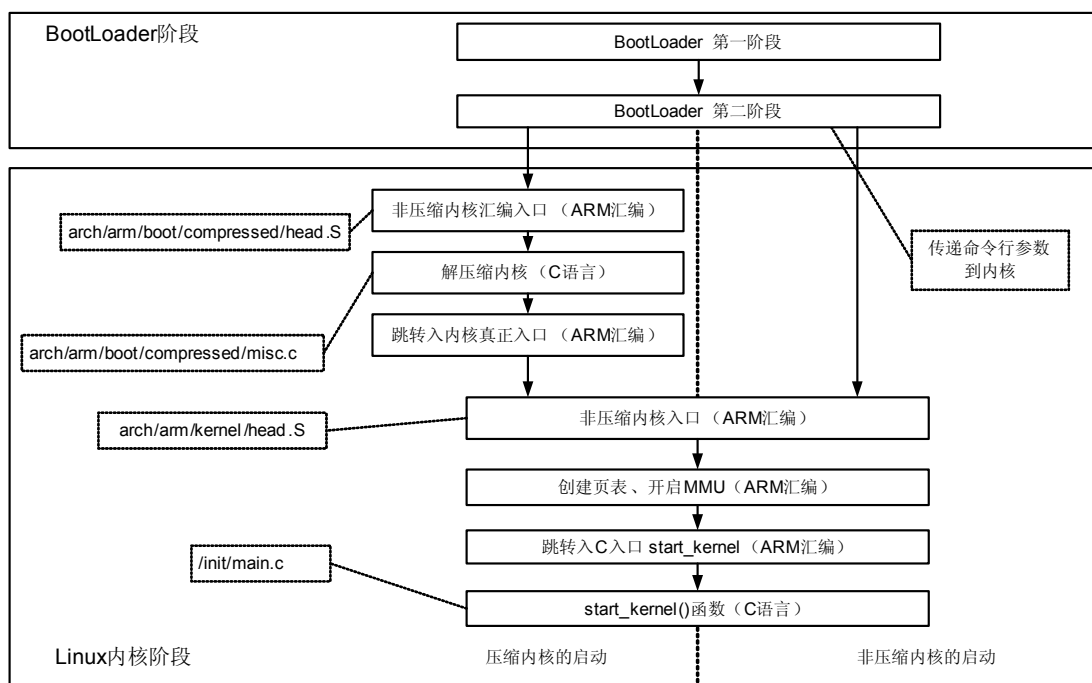 BootLoader阶段
BootLoader 第一阶段
BootLoader 第二阶段
非压缩内核汇编入口（ARM汇编）
arch/arm/boot/compressed/head.S
传递命令行参数
到内核
解压缩内核（C语言）
跳转入内核真正入口（ARM汇编）
arch/arm/boot/compressed/misc.c
非压缩内核入口（ARM汇编）
arch/arm/kernel/head.S
创建页表、开启MMU（ARM汇编）
跳转入C入口 start_kernel（ARM汇编）
/init/main.c
start_kernel()函数（C语言）
Linux内核阶段
压缩内核的启动
非压缩内核的启动